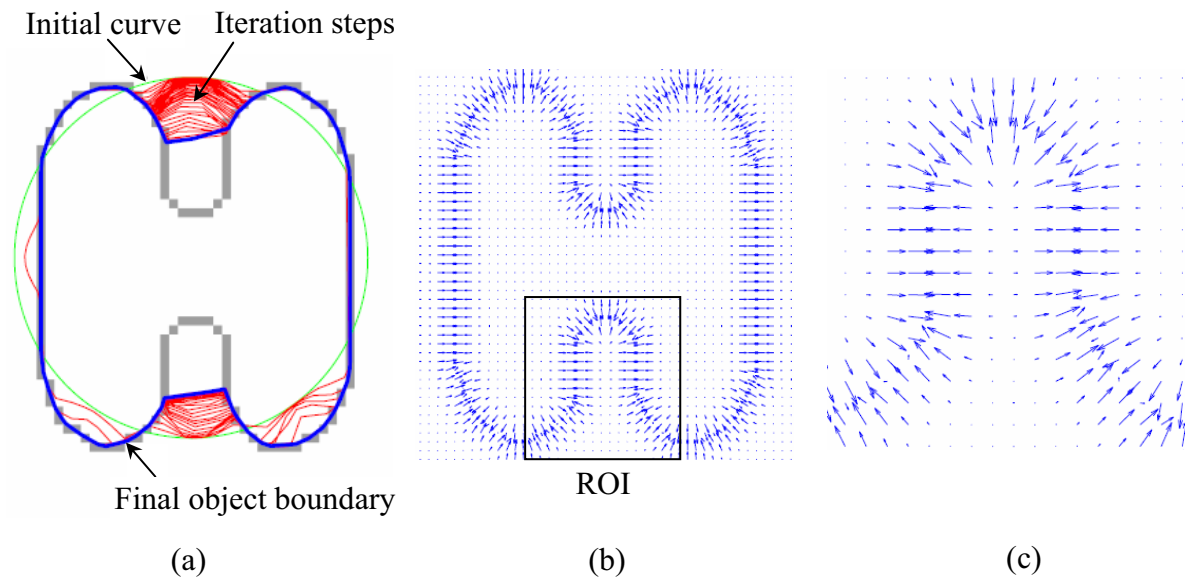 Initial curve
Iteration steps
Final object boundary
ROI
(a)
(b)
(c)